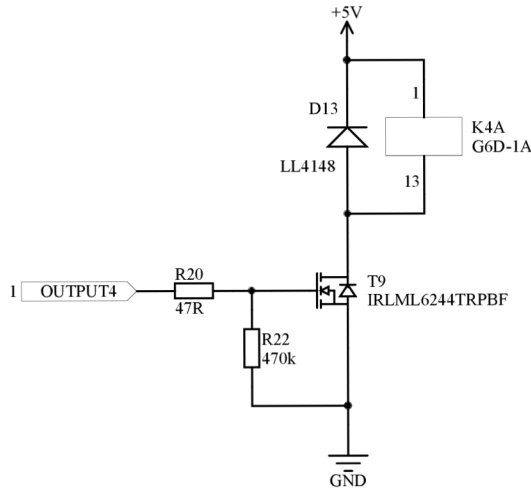 +5V
D13
1
K4A
G6D-1A
LL4148
13
R20
T9
1 OUTPUT4
IRLML6244TRPBF
47R
R22
470k
GND